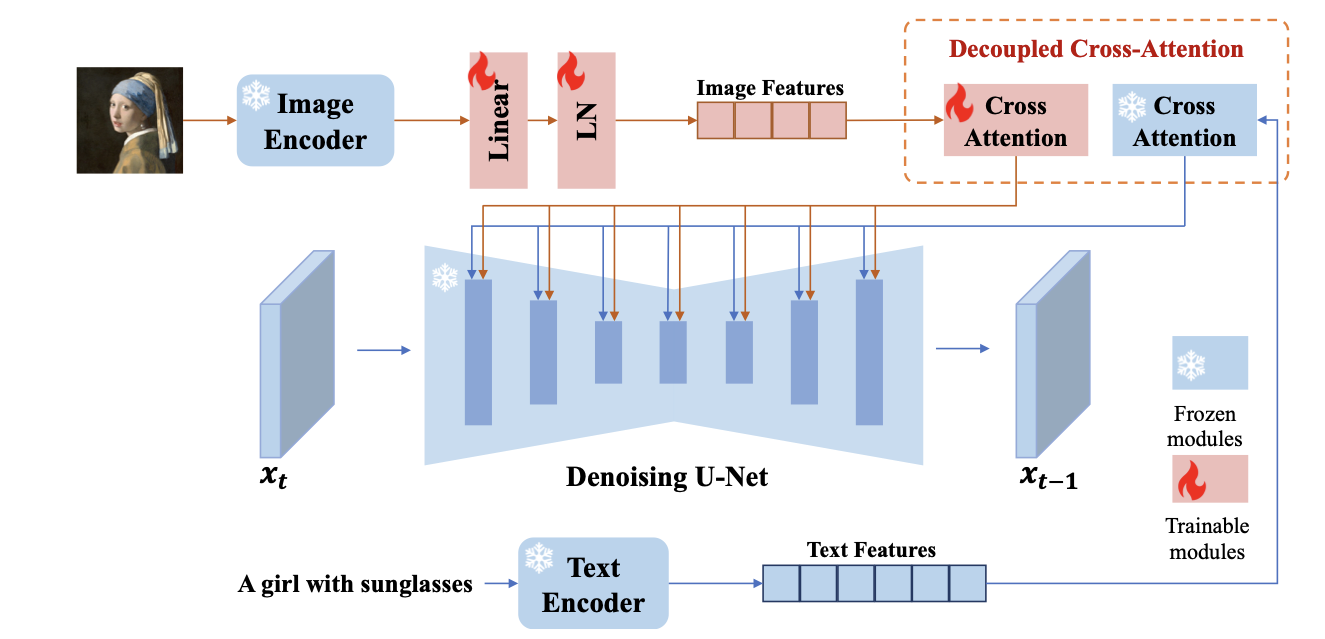 Decoupled Cross-Attention
Image
Encoder
Linear
LN
Image Features
Cross
Attention
Cross
Attention
x_t
Denoising U-Net
x_{t-1}
Frozen
modules
Trainable
modules
A girl with sunglasses
Text
Encoder
Text Features